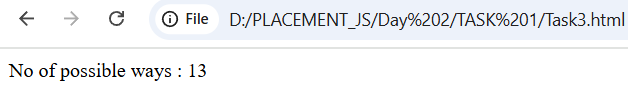 File D:/PLACEMENT_JS/Day%202/TASK%201/Task3.html
No of possible ways : 13